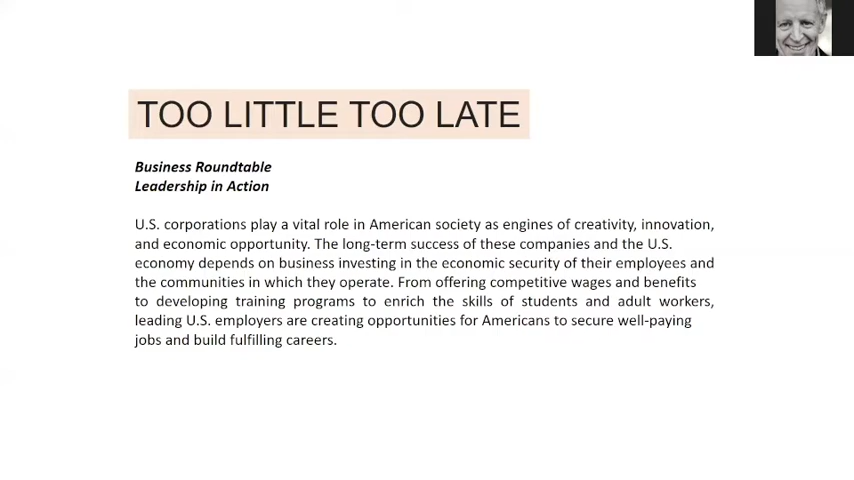 TOO LITTLE TOO LATE
Business Roundtable
Leadership in Action
U.S. corporations play a vital role in American society as engines of creativity, innovation,
and economic opportunity. The long-term success of these companies and the U.S.
economy depends on business investing in the economic security of their employees and
the communities in which they operate. From offering competitive wages and benefits
to developing training programs to enrich the skills of students and adult workers,
leading U.S. employers are creating opportunities for Americans to secure well-paying
jobs and build fulfilling careers.